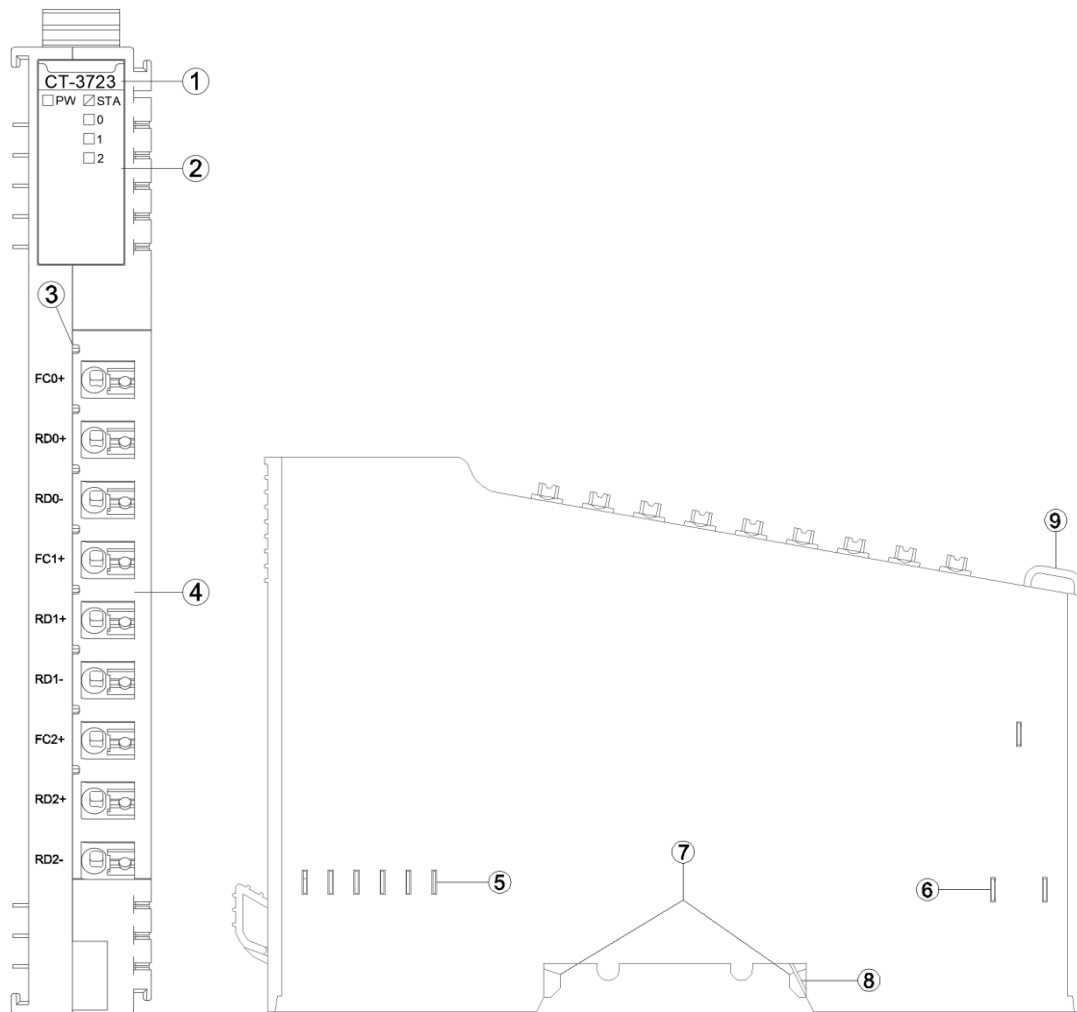 CT-3723
①
PW STA
0
1
2
②
③
FC0+
RD0+
RD0-
FC1+
RD1+
④
RD1-
FC2+
RD2+
RD2-
⑨
⑦
⑤
⑥
⑧